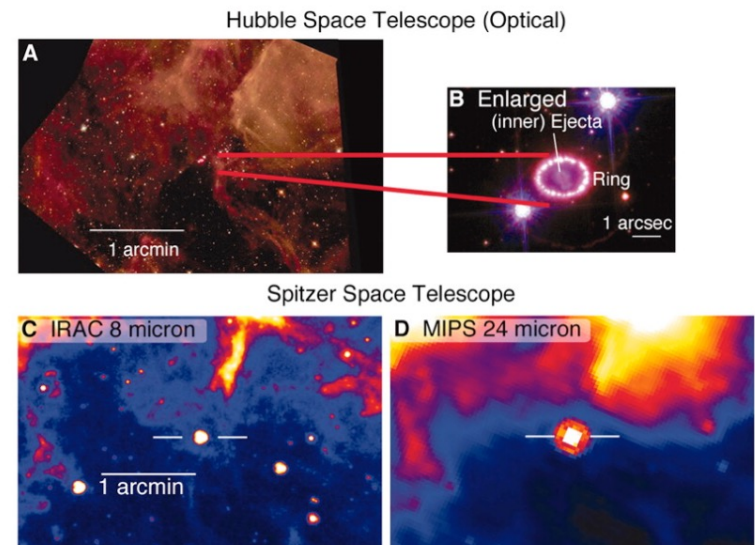 Hubble Space Telescope (Optical)
A
1 arcmin
B Enlarged
(inner) Ejecta
Ring
1 arcsec
Spitzer Space Telescope
C IRAC 8 micron
1 arcmin
D MIPS 24 micron